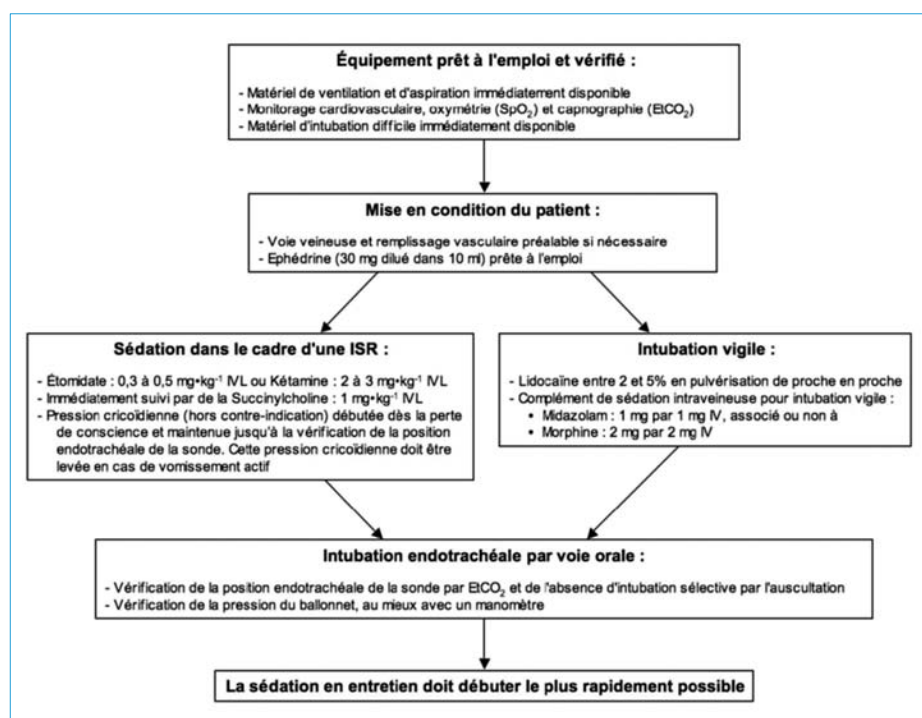 Équipement prêt à l'emploi et vérifié :
- Matériel de ventilation et d'aspiration immédiatement disponible
- Monitorage cardiovasculaire, oxymétrie (SpO₂) et capnographie (EtCO₂)
- Matériel d'intubation difficile immédiatement disponible
Mise en condition du patient :
- Voie veineuse et remplissage vasculaire préalable si nécessaire
- Ephédrine (30 mg dilué dans 10 ml) prête à l'emploi
Sédation dans le cadre d'une ISR :
- Étomidate : 0,3 à 0,5 mg•kg⁻¹ IVL ou Kétamine : 2 à 3 mg•kg⁻¹ IVL
- Immédiatement suivi par de la Succinylcholine : 1 mg•kg⁻¹ IVL
- Pression cricoïdienne (hors contre-indication) débutée dès la perte
de conscience et maintenue jusqu'à la vérification de la position
endotrachéale de la sonde. Cette pression cricoïdienne doit être
levée en cas de vomissement actif
Intubation vigile :
- Lidocaïne entre 2 et 5% en pulvérisation de proche en proche
- Complément de sédation intraveineuse pour intubation vigile :
• Midazolam : 1 mg par 1 mg IV, associé ou non à
• Morphine : 2 mg par 2 mg IV
Intubation endotrachéale par voie orale :
- Vérification de la position endotrachéale de la sonde par EtCO₂ et de l'absence d'intubation sélective par l'auscultation
- Vérification de la pression du ballonnet, au mieux avec un manomètre
La sédation en entretien doit débuter le plus rapidement possible